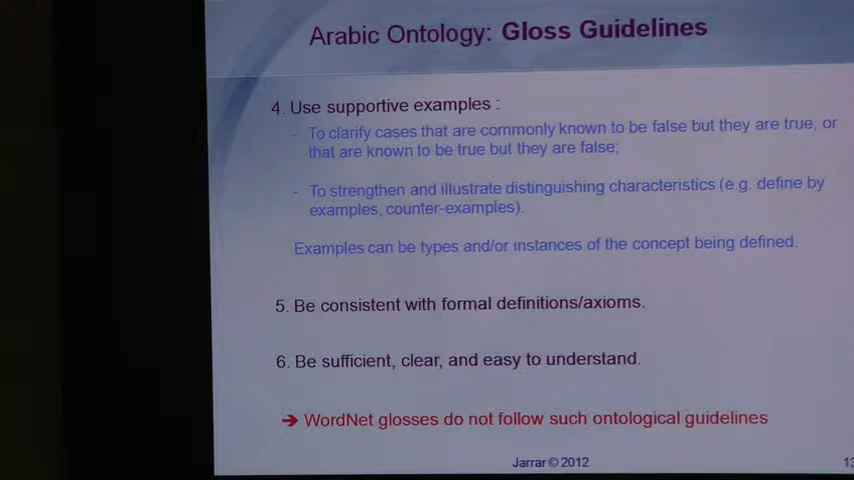 Arabic Ontology: Gloss Guidelines
4. Use supportive examples :
- To clarify cases that are commonly known to be false but they are true, or
that are known to be true but they are false;
- To strengthen and illustrate distinguishing characteristics (e.g. define by
examples, counter-examples).
Examples can be types and/or instances of the concept being defined.
5. Be consistent with formal definitions/axioms.
6. Be sufficient, clear, and easy to understand.
➔ WordNet glosses do not follow such ontological guidelines
Jarrar © 2012